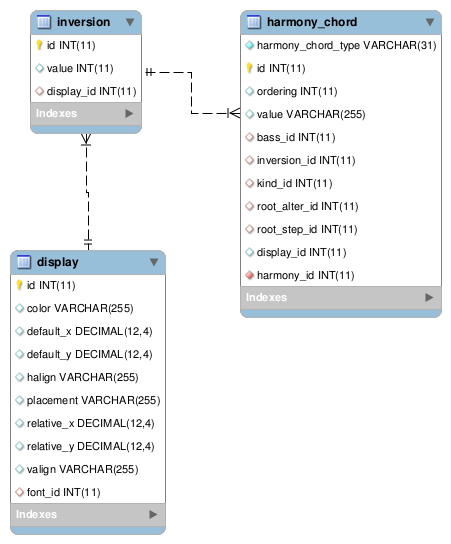 inversion
id INT(11)
value INT(11)
display_id INT(11)
Indexes
harmony_chord
harmony_chord_type VARCHAR(31)
id INT(11)
ordering INT(11)
value VARCHAR(255)
bass_id INT(11)
inversion_id INT(11)
kind_id INT(11)
root_alter_id INT(11)
root_step_id INT(11)
display_id INT(11)
harmony_id INT(11)
Indexes
display
id INT(11)
color VARCHAR(255)
default_x DECIMAL(12,4)
default_y DECIMAL(12,4)
halign VARCHAR(255)
placement VARCHAR(255)
relative_x DECIMAL(12,4)
relative_y DECIMAL(12,4)
valign VARCHAR(255)
font_id INT(11)
Indexes